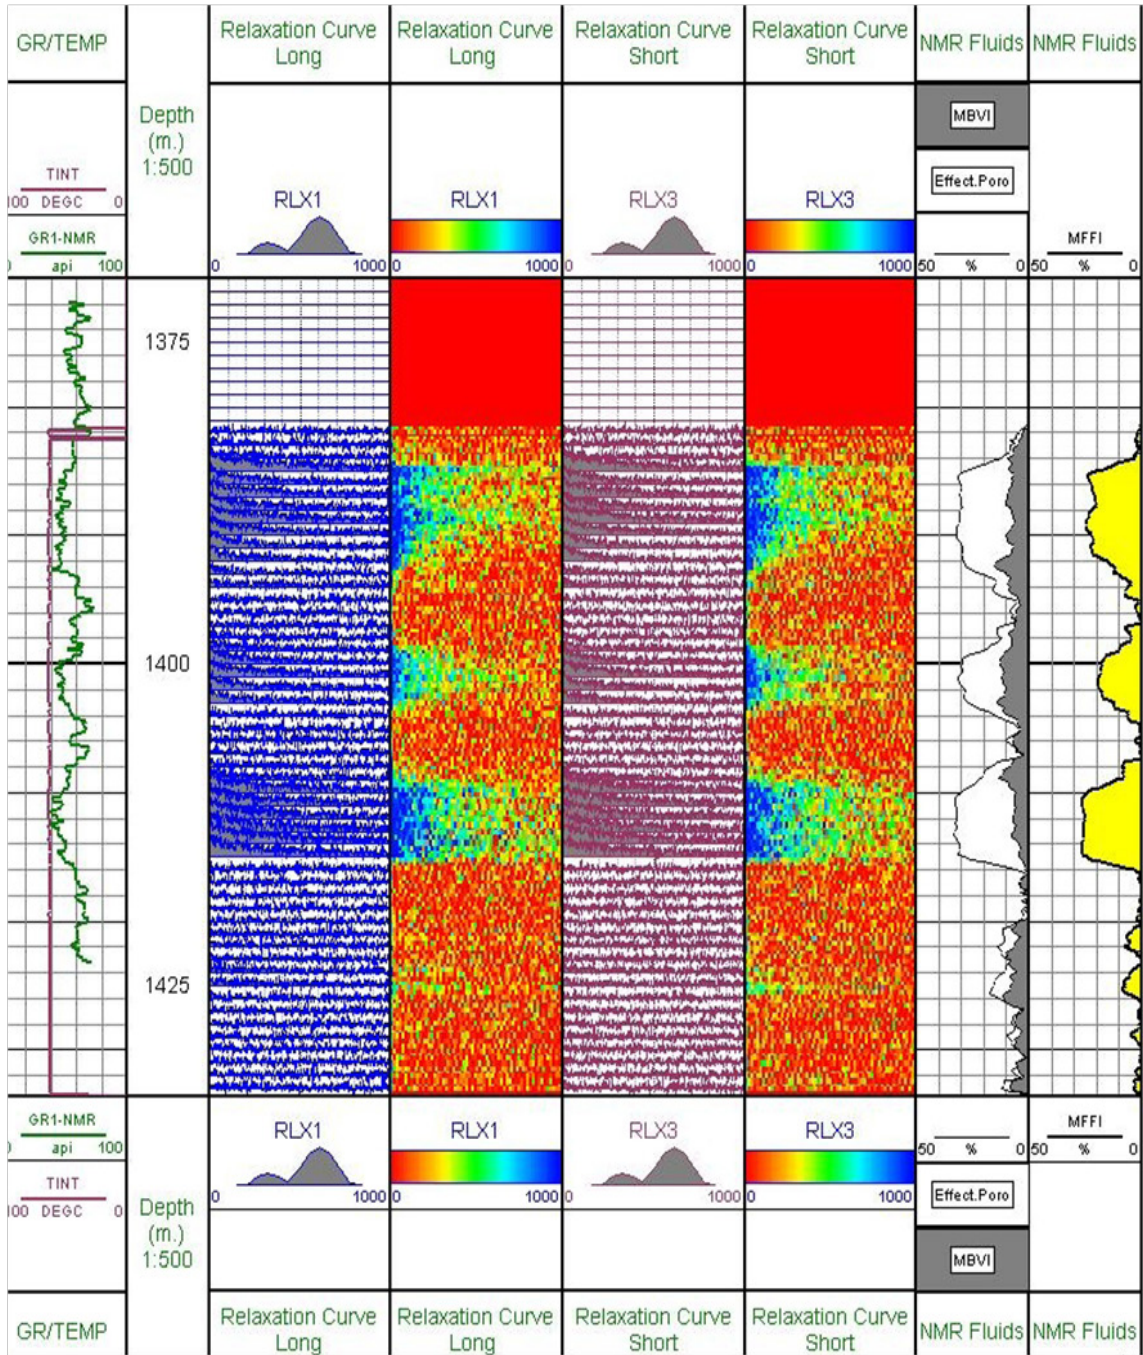 GR/TEMP
Relaxation Curve
Long
Relaxation Curve
Long
Relaxation Curve
Short
Relaxation Curve
Short
NMR Fluids
NMR Fluids
Depth
(m.)
1:500
TINT
DEGC 0
GR1-NMR
api 100
RLX1
0 1000
RLX1
0 1000
RLX3
0 1000
RLX3
0 1000
MBVI
Effect.Poro
50 % 0
MFFI
50 % 0
1375
1400
1425
GR1-NMR
api 100
TINT
DEGC 0
Depth
(m.)
1:500
RLX1
0 1000
RLX1
0 1000
RLX3
0 1000
RLX3
0 1000
50 % 0
Effect.Poro
MBVI
MFFI
50 % 0
GR/TEMP
Relaxation Curve
Long
Relaxation Curve
Long
Relaxation Curve
Short
Relaxation Curve
Short
NMR Fluids
NMR Fluids